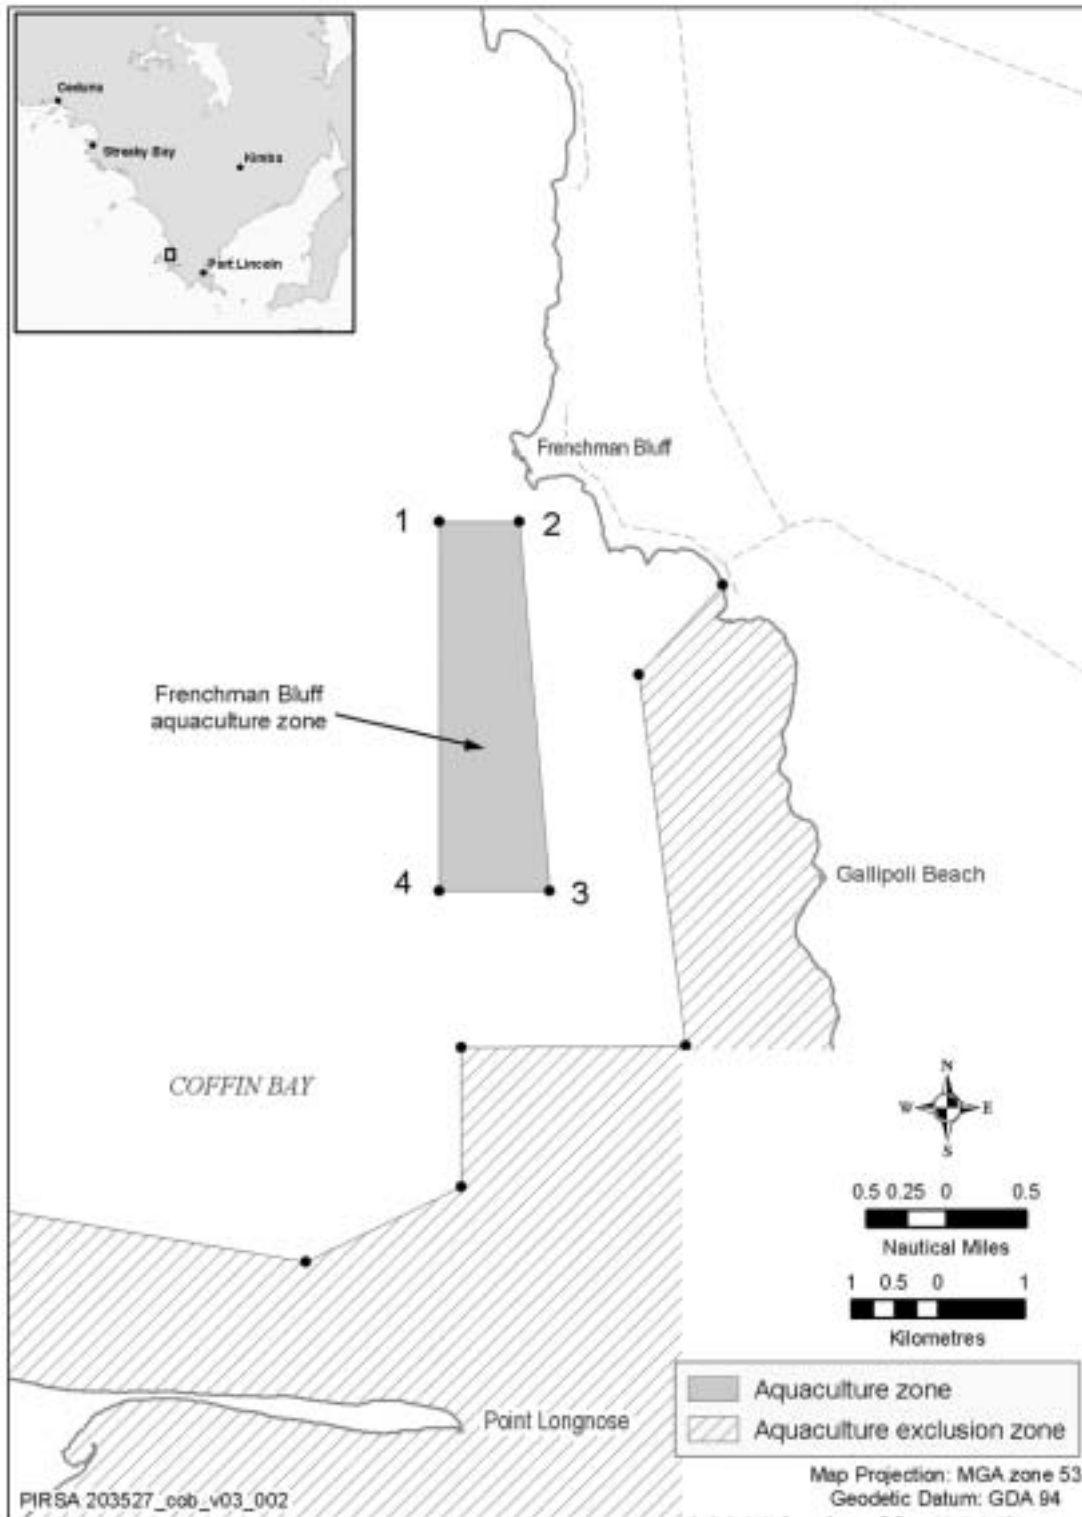 Ceduna
Streaky Bay
Kimba
Port Lincoln
Frenchman Bluff
1
2
Frenchman Bluff
aquaculture zone
4
3
Gallipoli Beach
COFFIN BAY
N
W E
S
0.5 0.25 0 0.5
Nautical Miles
1 0.5 0 1
Kilometres
Aquaculture zone
Point Longnose
Aquaculture exclusion zone
Map Projection: MGA zone 53
PIRSA 203527_cob_v03_002
Geodetic Datum: GDA 94